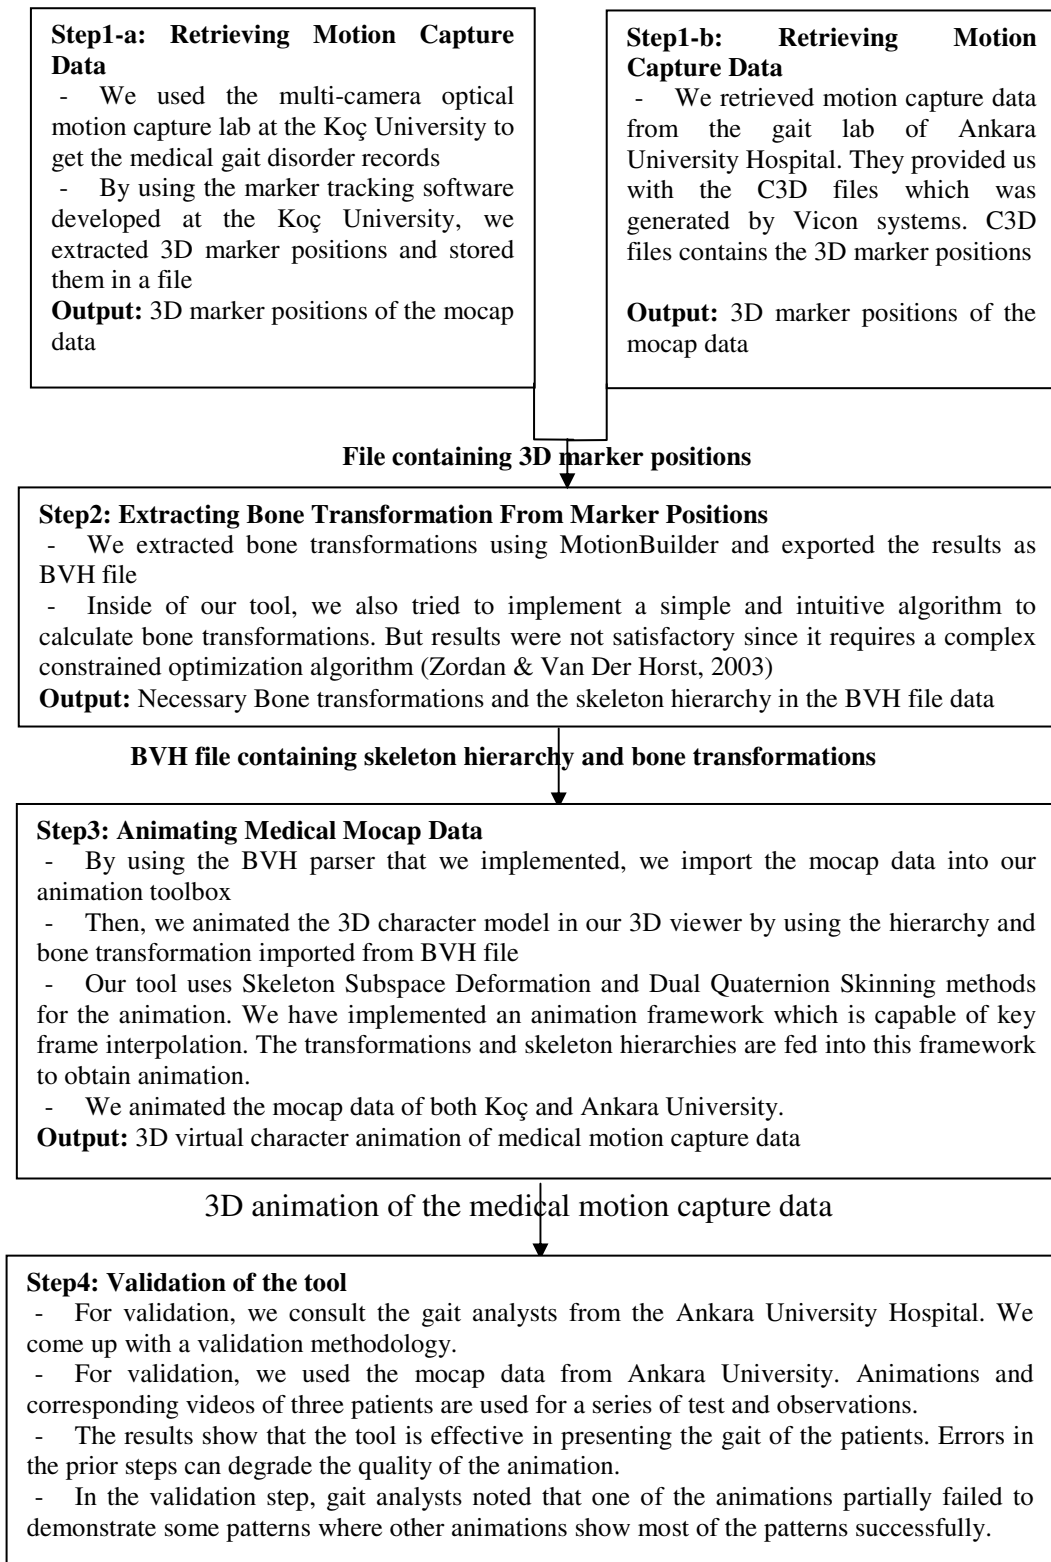 Step1-a: Retrieving Motion Capture
Data
- We used the multi-camera optical
motion capture lab at the Koç University to
get the medical gait disorder records
- By using the marker tracking software
developed at the Koç University, we
extracted 3D marker positions and stored
them in a file
Output: 3D marker positions of the mocap
data
Step1-b: Retrieving Motion
Capture Data
- We retrieved motion capture data
from the gait lab of Ankara
University Hospital. They provided us
with the C3D files which was
generated by Vicon systems. C3D
files contains the 3D marker positions
Output: 3D marker positions of the
mocap data
File containing 3D marker positions
Step2: Extracting Bone Transformation From Marker Positions
- We extracted bone transformations using MotionBuilder and exported the results as
BVH file
- Inside of our tool, we also tried to implement a simple and intuitive algorithm to
calculate bone transformations. But results were not satisfactory since it requires a complex
constrained optimization algorithm (Zordan & Van Der Horst, 2003)
Output: Necessary Bone transformations and the skeleton hierarchy in the BVH file data
BVH file containing skeleton hierarchy and bone transformations
Step3: Animating Medical Mocap Data
- By using the BVH parser that we implemented, we import the mocap data into our
animation toolbox
- Then, we animated the 3D character model in our 3D viewer by using the hierarchy and
bone transformation imported from BVH file
- Our tool uses Skeleton Subspace Deformation and Dual Quaternion Skinning methods
for the animation. We have implemented an animation framework which is capable of key
frame interpolation. The transformations and skeleton hierarchies are fed into this framework
to obtain animation.
- We animated the mocap data of both Koç and Ankara University.
Output: 3D virtual character animation of medical motion capture data
3D animation of the medical motion capture data
Step4: Validation of the tool
- For validation, we consult the gait analysts from the Ankara University Hospital. We
come up with a validation methodology.
- For validation, we used the mocap data from Ankara University. Animations and
corresponding videos of three patients are used for a series of test and observations.
- The results show that the tool is effective in presenting the gait of the patients. Errors in
the prior steps can degrade the quality of the animation.
- In the validation step, gait analysts noted that one of the animations partially failed to
demonstrate some patterns where other animations show most of the patterns successfully.